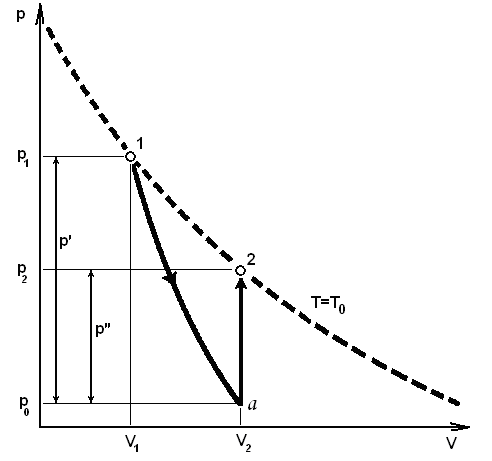 p
1
p₁
p'
2
p₂
T=T₀
p"
p₀
a
V₁
V₂
V